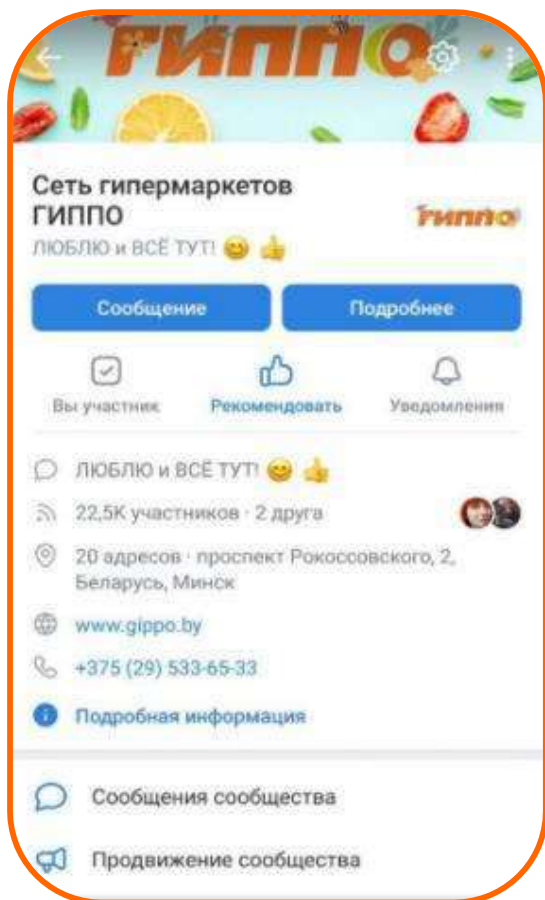 ГИППО
Сеть гипермаркетов
ГИППО
гиппо
ЛЮБЛЮ и ВСЁ ТУТ! 😊 👍
Сообщение
Подробнее
Вы участник
Рекомендовать
Уведомления
ЛЮБЛЮ и ВСЁ ТУТ! 😊 👍
22,5K участников · 2 друга
20 адресов · проспект Рокоссовского, 2,
Беларусь, Минск
www.gippo.by
+375 (29) 533-65-33
Подробная информация
Сообщения сообщества
Продвижение сообщества